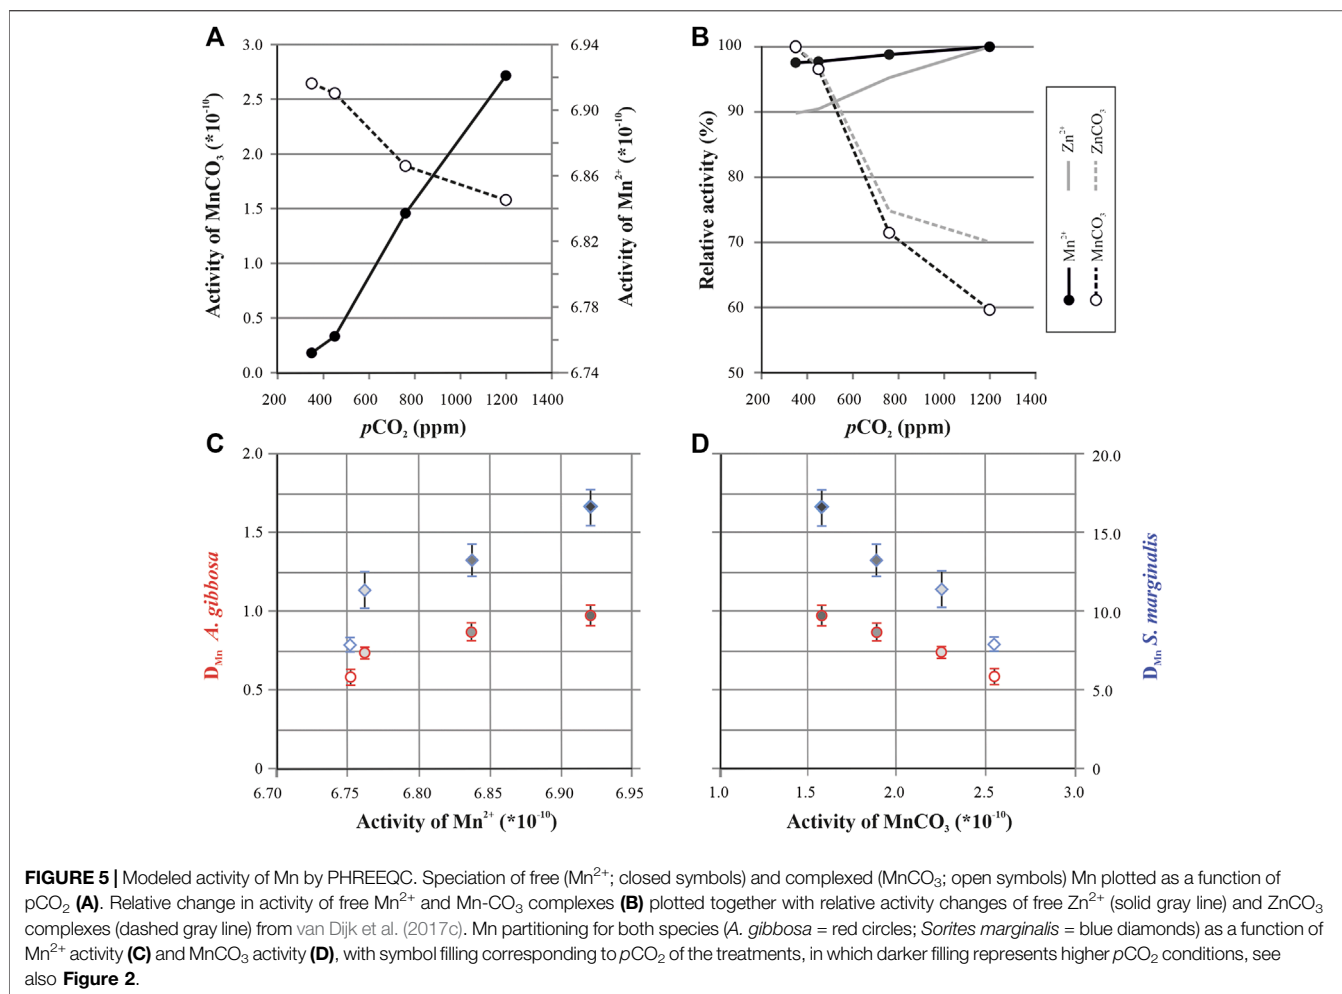 A
B
3.0
2.5
2.0
1.5
1.0
0.5
0.0
Activity of MnCO3 (*10-10)
6.94
6.90
6.86
6.82
6.78
6.74
Activity of Mn2+ (*10-10)
200 400 600 800 1000 1200 1400
pCO2 (ppm)
100
90
80
70
60
50
Relative activity (%)
200 400 600 800 1000 1200 1400
pCO2 (ppm)
Mn2+
Zn2+
MnCO3
ZnCO3
C
D
2.0
1.5
1.0
0.5
0
DMn A. gibbosa
6.70 6.75 6.80 6.85 6.90 6.95
Activity of Mn2+ (*10-10)
20.0
15.0
10.0
5.0
0
DMn S. marginalis
1.0 1.5 2.0 2.5 3.0
Activity of MnCO3 (*10-10)
FIGURE 5 | Modeled activity of Mn by PHREEQC. Speciation of free (Mn2+; closed symbols) and complexed (MnCO3; open symbols) Mn plotted as a function of
pCO2 (A). Relative change in activity of free Mn2+ and Mn-CO3 complexes (B) plotted together with relative activity changes of free Zn2+ (solid gray line) and ZnCO3
complexes (dashed gray line) from van Dijk et al. (2017c). Mn partitioning for both species (A. gibbosa = red circles; Sorites marginalis = blue diamonds) as a function of
Mn2+ activity (C) and MnCO3 activity (D), with symbol filling corresponding to pCO2 of the treatments, in which darker filling represents higher pCO2 conditions, see
also Figure 2.